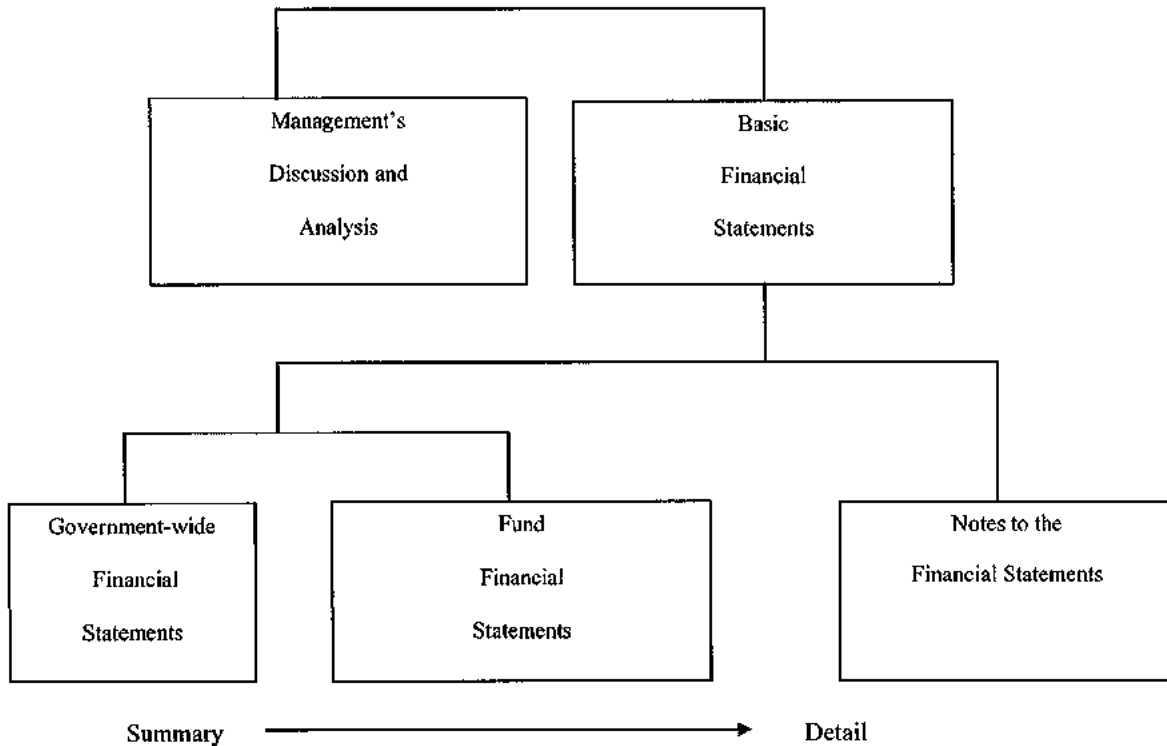 Management's
Discussion and
Analysis
Basic
Financial
Statements
Government-wide
Financial
Statements
Fund
Financial
Statements
Notes to the
Financial Statements
Summary
Detail